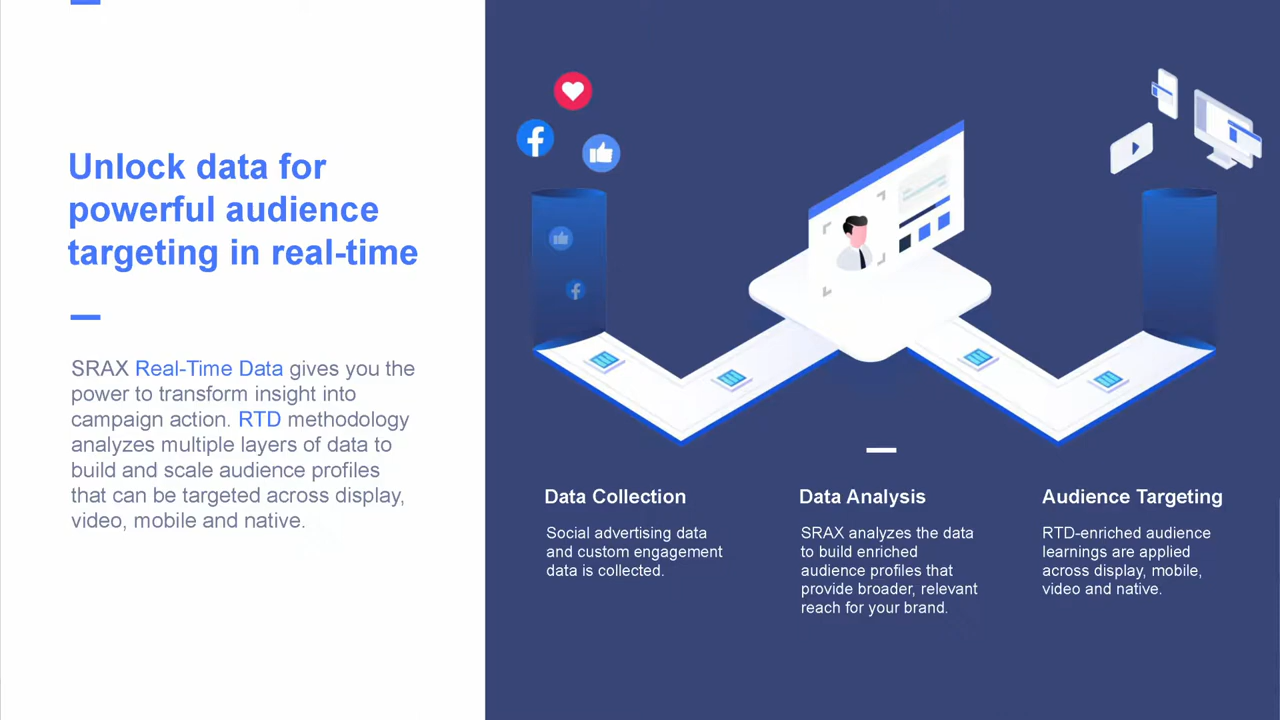 Unlock data for
powerful audience
targeting in real-time
SRAX Real-Time Data gives you the
power to transform insight into
campaign action. RTD methodology
analyzes multiple layers of data to
build and scale audience profiles
that can be targeted across display,
video, mobile and native.
Data Collection
Social advertising data
and custom engagement
data is collected.
Data Analysis
SRAX analyzes the data
to build enriched
audience profiles that
provide broader, relevant
reach for your brand.
Audience Targeting
RTD-enriched audience
learnings are applied
across display, mobile,
video and native.